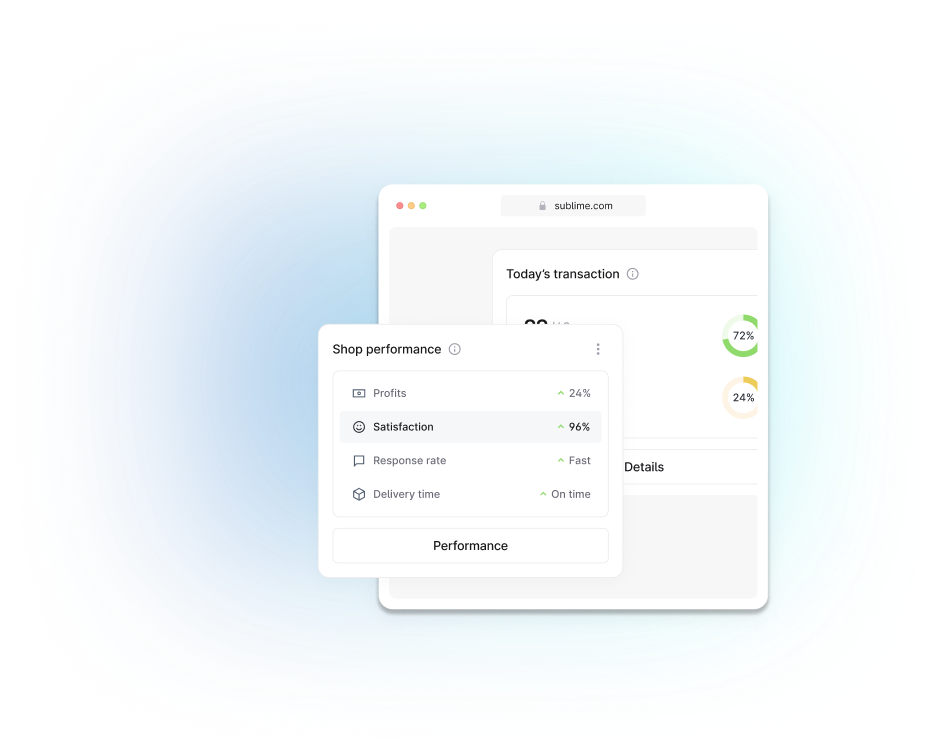 sublime.com
Today's transaction
72%
Shop performance
Profits 24%
24%
Satisfaction 96%
Response rate Fast
Details
Delivery time On time
Performance